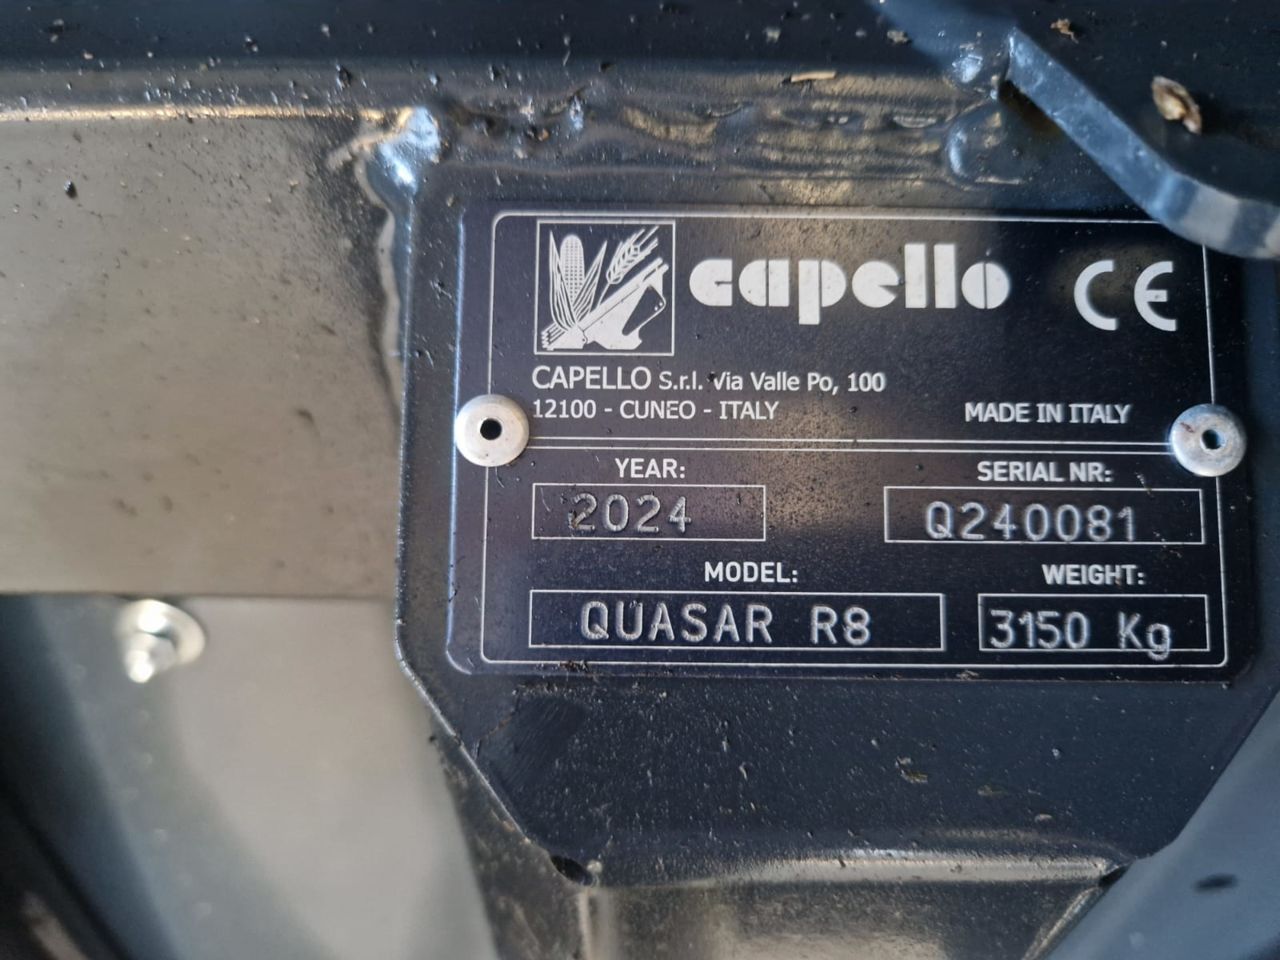 capello CE
CAPELLO S.r.l. Via Valle Po, 100
12100 - CUNEO - ITALY MADE IN ITALY
YEAR: SERIAL NR:
2024 Q240081
MODEL: WEIGHT:
QUASAR R8 3150 Kg